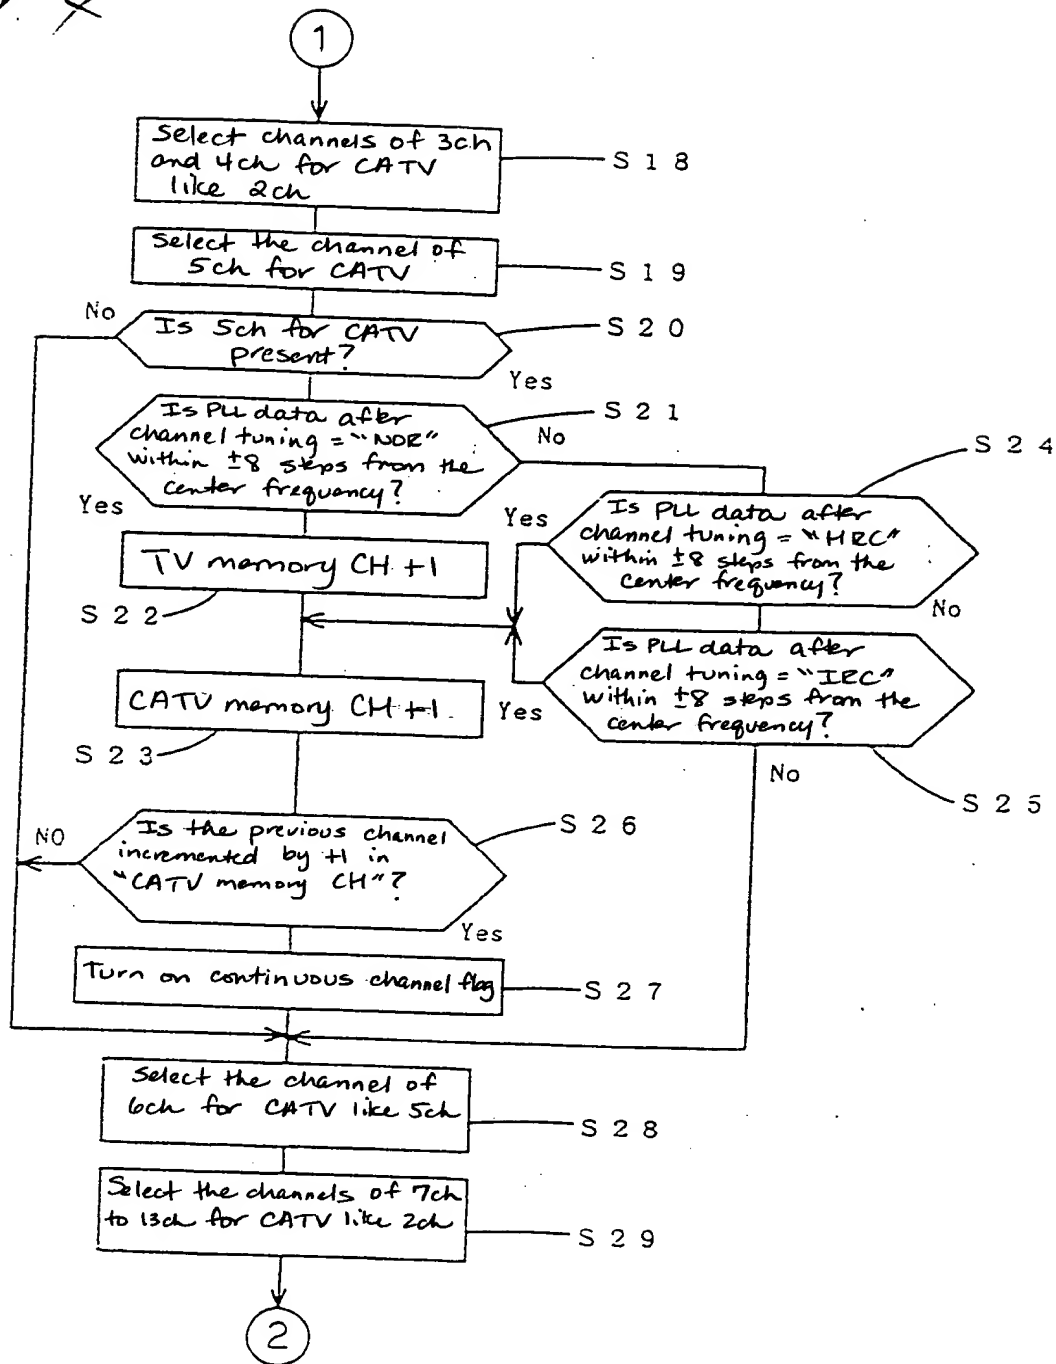 1
Select channels of 3ch
and 4ch for CATV
like 2ch
S 1 8
Select the channel of
5ch for CATV
S 1 9
No
Is 5ch for CATV
present?
S 2 0
Yes
Is PLL data after
channel tuning = "NOR"
within ±8 steps from the
center frequency?
S 2 1
No
Yes
S 2 4
Is PLL data after
channel tuning = "HRC"
within ±8 steps from the
center frequency?
Yes
No
TV memory CH +1
S 2 2
Is PLL data after
channel tuning = "IRC"
within ±8 steps from the
center frequency?
Yes
No
S 2 5
CATV memory CH +1.
S 2 3
Is the previous channel
incremented by +1 in
"CATV memory CH"?
S 2 6
NO
Yes
Turn on continuous channel flag
S 2 7
Select the channel of
6ch for CATV like 5ch
S 2 8
Select the channels of 7ch
to 13ch for CATV like 2ch
S 2 9
2